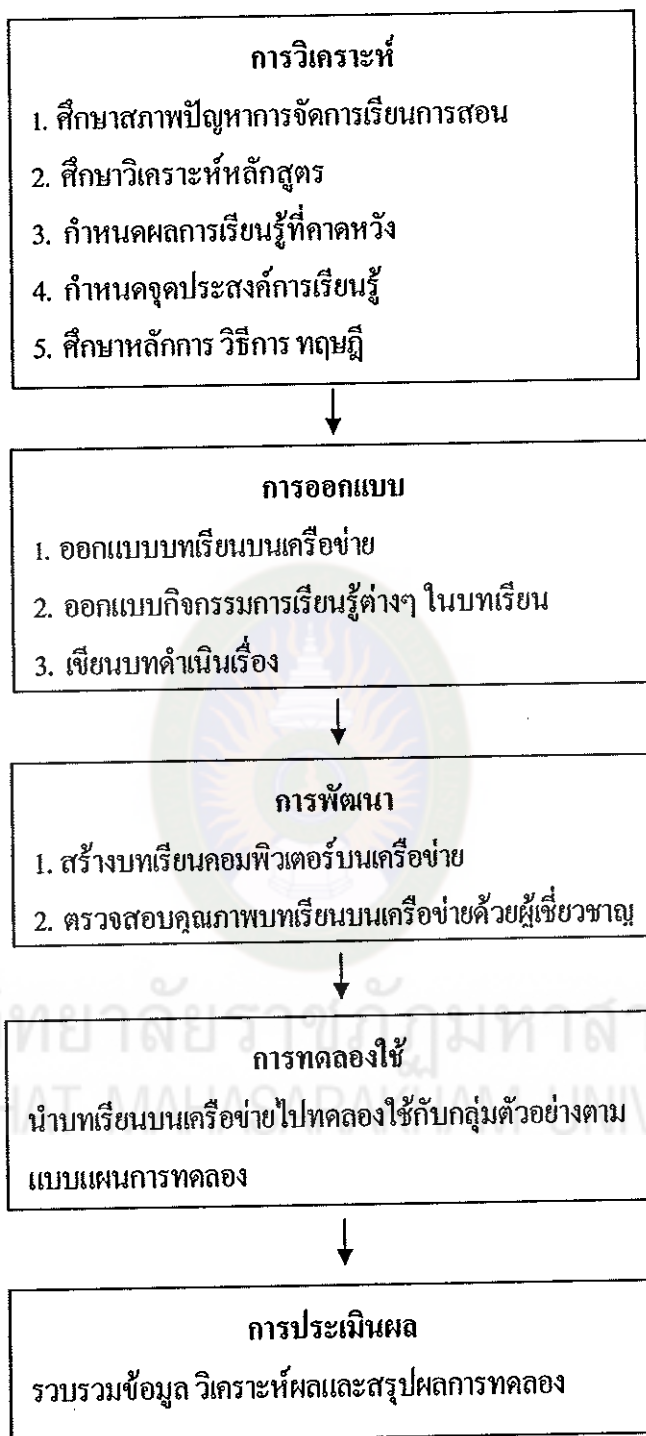 การวิเคราะห์
1. ศึกษาสภาพปัญหาการจัดการเรียนการสอน
2. ศึกษาวิเคราะห์หลักสูตร
3. กำหนดผลการเรียนรู้ที่คาดหวัง
4. กำหนดจุดประสงค์การเรียนรู้
5. ศึกษาหลักการ วิธีการ ทฤษฎี
การออกแบบ
1. ออกแบบบทเรียนบนเครือข่าย
2. ออกแบบกิจกรรมการเรียนรู้ต่างๆ ในบทเรียน
3. เขียนบทดำเนินเรื่อง
การพัฒนา
1. สร้างบทเรียนคอมพิวเตอร์บนเครือข่าย
2. ตรวจสอบคุณภาพบทเรียนบนเครือข่ายด้วยผู้เชี่ยวชาญ
ทยาลัยราชภัฏมหาสา
การทดลองใช้
HAT MAHASARAKHAM UNIV
นำบทเรียนบนเครือข่ายไปทดลองใช้กับกลุ่มตัวอย่างตาม
แบบแผนการทดลอง
การประเมินผล
รวบรวมข้อมูล วิเคราะห์ผลและสรุปผลการทดลอง